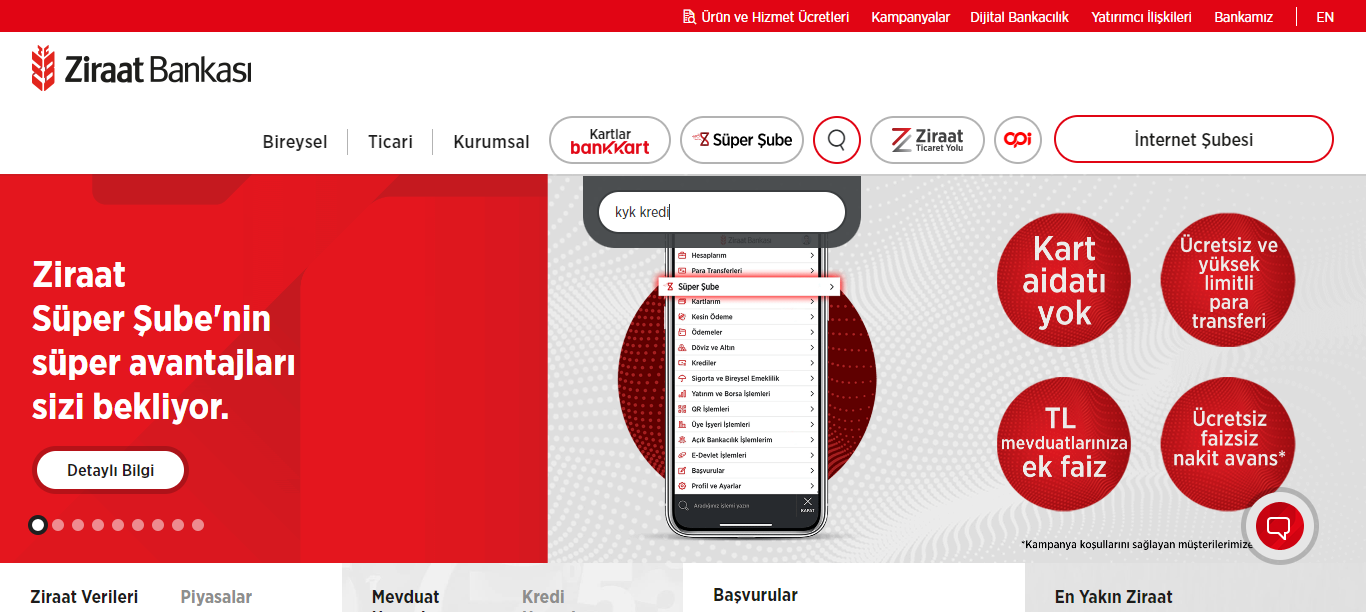 Ürün ve Hizmet Ücretleri Kampanyalar Dijital Bankacılık Yatırımcı İlişkileri Bankamız EN
Ziraat Bankası
Bireysel Ticari Kurumsal
Kartlar
bankkart
Süper Şube
Ziraat
Ticaret Yolu
opi
İnternet Şubesi
kyk kredi
Ziraat
Süper Şube'nin
süper avantajları
sizi bekliyor.
Detaylı Bilgi
Ziraat Bankası
Hesaplarım
Para Transferleri
Süper Şube
Kartlarım
Kesin Ödeme
Ödemeler
Döviz ve Altın
Krediler
Sigorta ve Bireysel Emeklilik
Yatırım ve Borsa İşlemleri
QR İşlemleri
Üye İşyeri İşlemleri
Açık Bankacılık İşlemlerim
E-Devlet İşlemleri
Başvurular
Profil ve Ayarlar
Aradığınız işlemi yazın
KAPAT
Kart
aidatı
yok
Ücretsiz ve
yüksek
limitli
para
transferi
TL
mevduatlarınıza
ek faiz
Ücretsiz
faizsiz
nakit avans*
*Kampanya koşullarını sağlayan müşterilerimize
Ziraat Verileri Piyasalar
Mevduat Kredi
Başvurular
En Yakın Ziraat